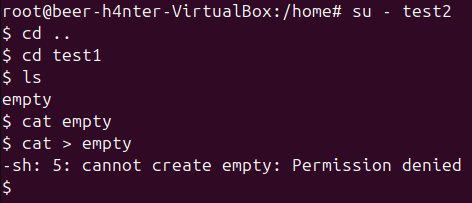 root@beer-h4nter-VirtualBox:/home# su - test2
$ cd ..
$ cd test1
$ ls
empty
$ cat empty
$ cat > empty
-sh: 5: cannot create empty: Permission denied
$